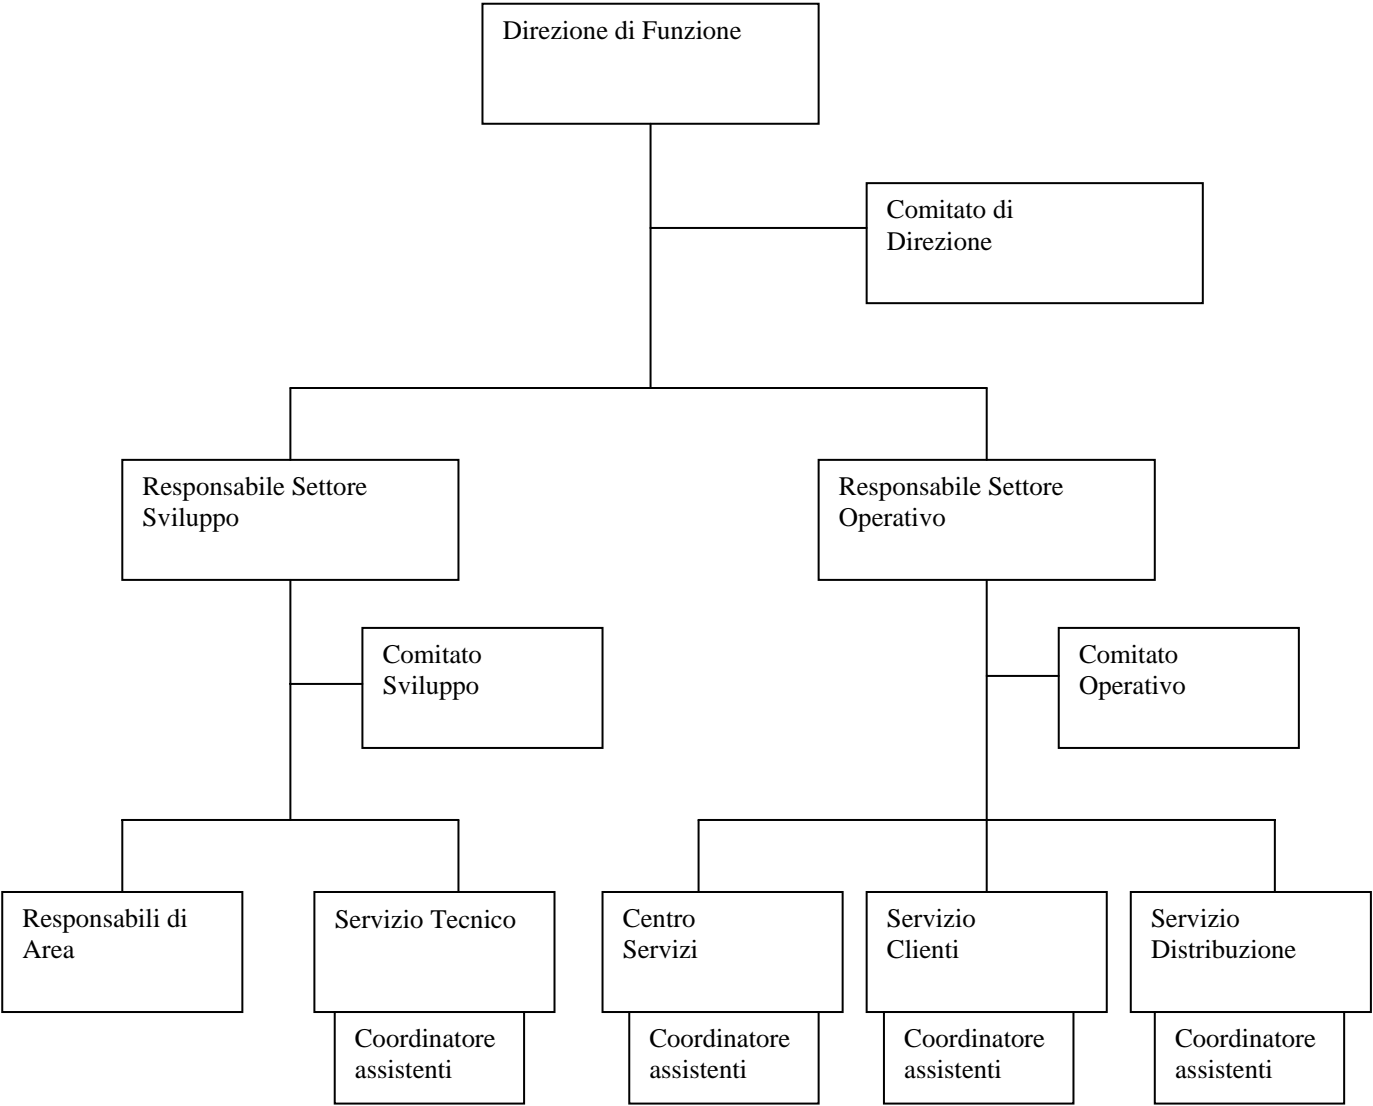 Direzione di Funzione
Comitato di
Direzione
Responsabile Settore
Sviluppo
Responsabile Settore
Operativo
Comitato
Sviluppo
Comitato
Operativo
Responsabili di
Area
Servizio Tecnico
Centro
Servizi
Servizio
Clienti
Servizio
Distribuzione
Coordinatore
assistenti
Coordinatore
assistenti
Coordinatore
assistenti
Coordinatore
assistenti